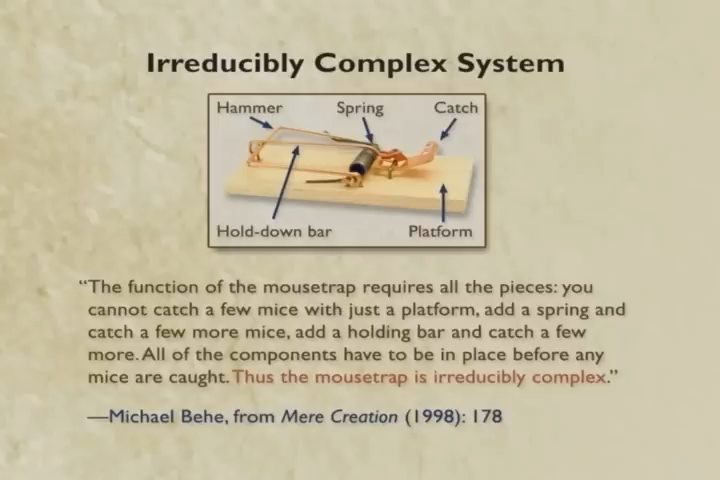 Irreducibly Complex System
Hammer Spring Catch
Hold-down bar Platform
“The function of the mousetrap requires all the pieces: you
cannot catch a few mice with just a platform, add a spring and
catch a few more mice, add a holding bar and catch a few
more. All of the components have to be in place before any
mice are caught. Thus the mousetrap is irreducibly complex.”
—Michael Behe, from Mere Creation (1998): 178